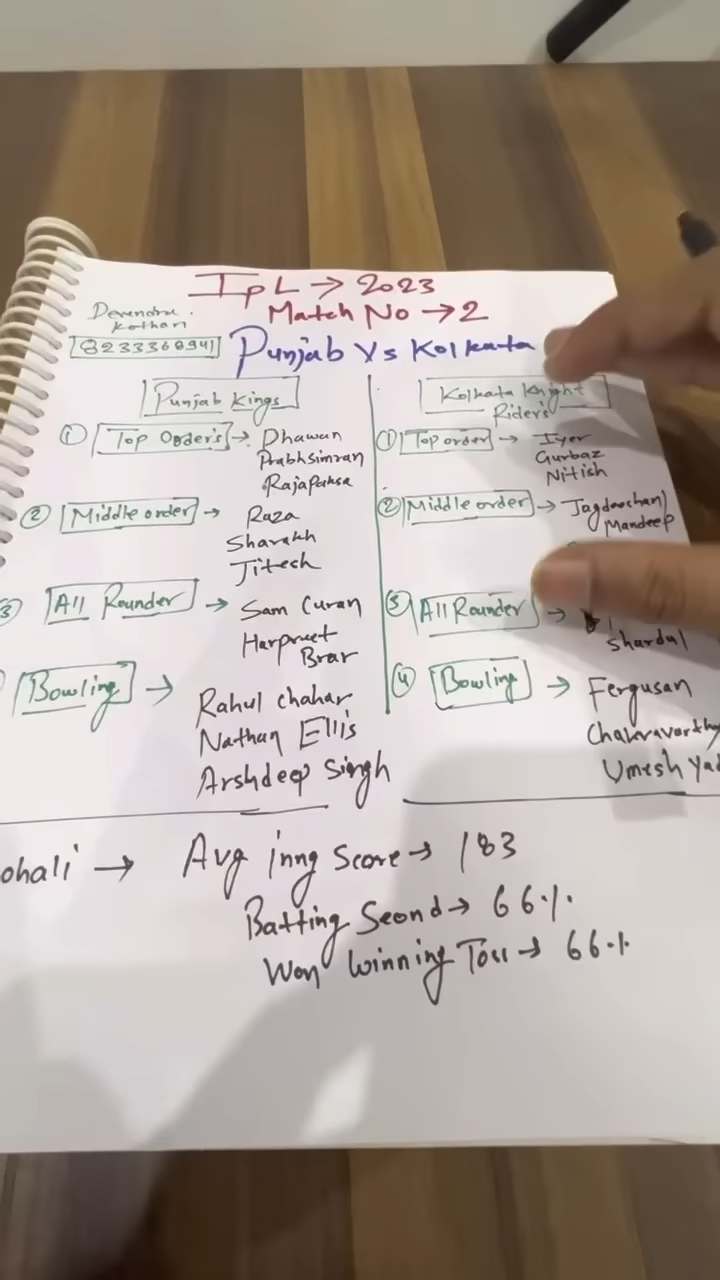 IPL → 2023
Match No → 2
Devendra
Kothari
8233360941
Punjab Vs Kolkata
Punjab Kings
① Top Order's → Dhawan
Prabhsimran
Rajapaksa
② Middle order → Raza
Sharukh
Jitesh
③ All Rounder → Sam Curan
Harpreet
Brar
Bowling → Rahul Chahar
Nathan Ellis
Arshdeep Singh
Kolkata Knight
Rider's
① Top order → Iyer
Gurbaz
Nitish
② Middle order → Jagdeeshan
Mandeep
③ All Rounder →
Shardul
④ Bowling → Fergusan
Chakravarthy
Umesh Yad
ohali → Avg inng Score → 183
Batting Seond → 66%
Won Winning Toss → 66%